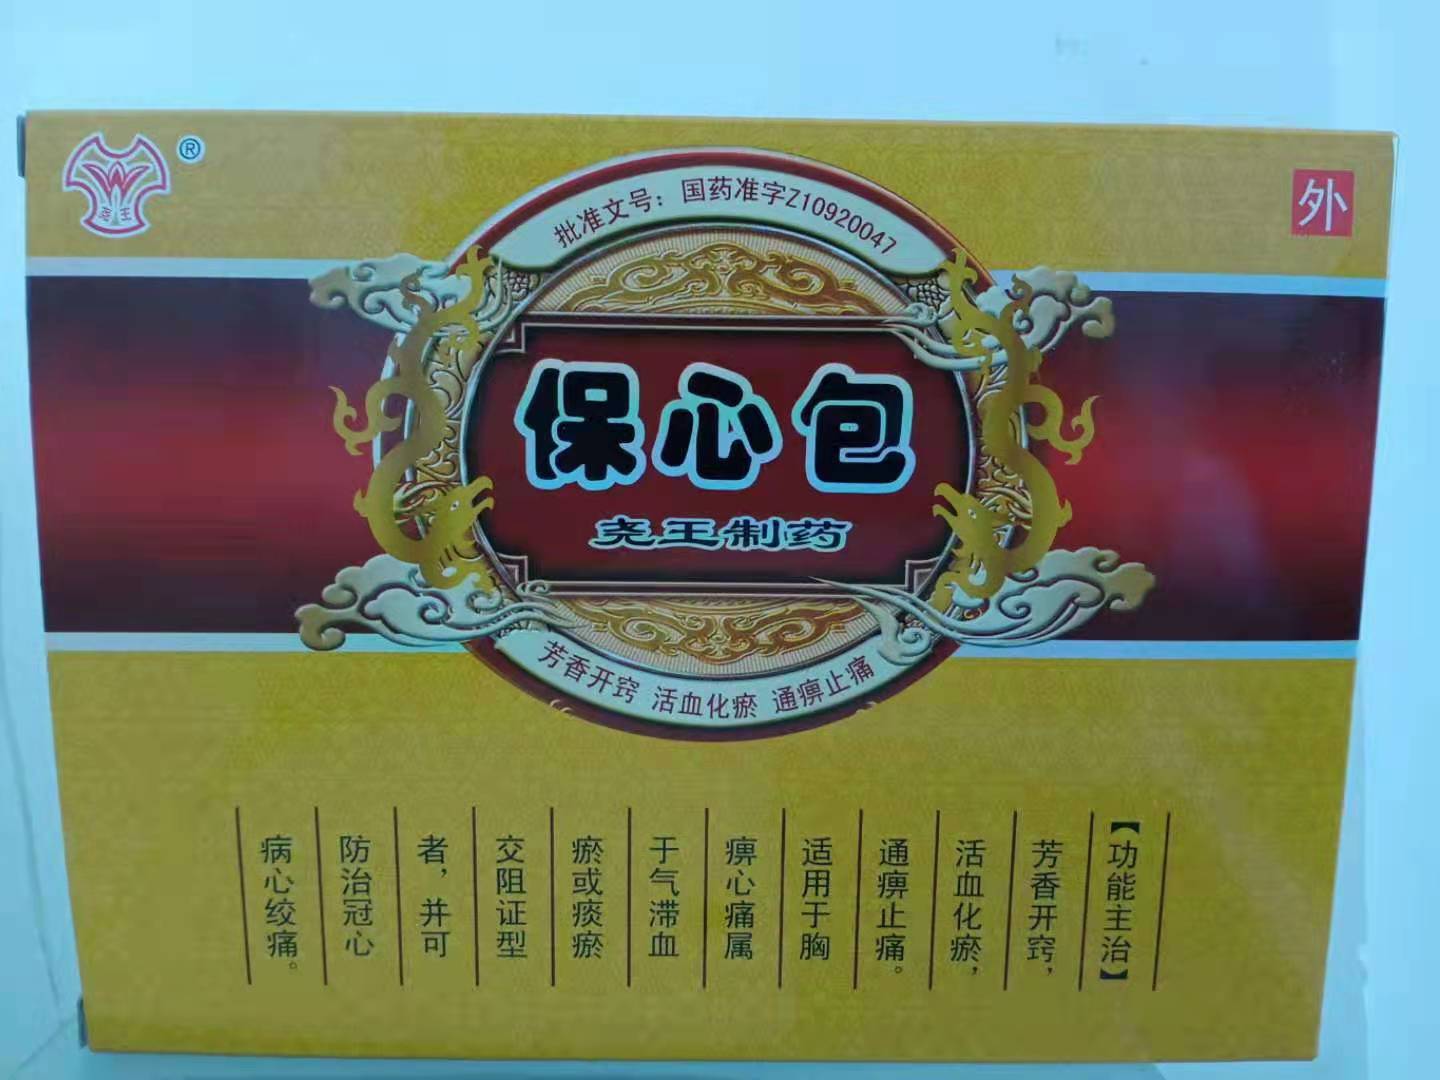 尧王
®
外
批准文号：国药准字Z10920047
保心包
尧王制药
芳香开窍 活血化瘀 通痹止痛
【功能主治】
芳香开窍，
活血化瘀，
通痹止痛。
适用于胸
痹心痛属
于气滞血
瘀或痰瘀
交阻证型
者，并可
防治冠心
病心绞痛。